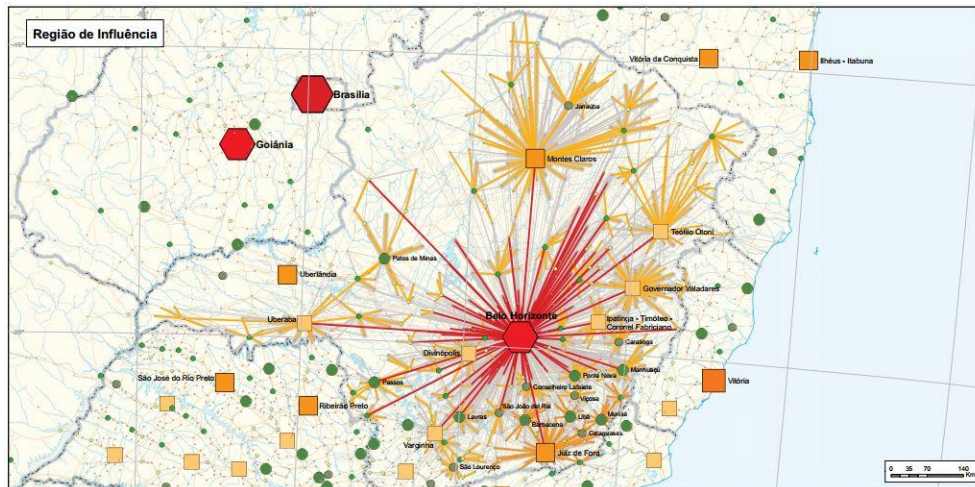 Região de Influência
Vitória da Conquista
Ilhéus - Itabuna
Brasília
Goiânia
Janaúba
Montes Claros
Teófilo Otoni
Patos de Minas
Uberlândia
Governador Valadares
Uberaba
Belo Horizonte
Ipatinga - Timóteo -
Coronel Fabriciano
Caratinga
Divinópolis
Manhuaçu
Ponte Nova
São José do Rio Preto
Passos
Vitória
Conselheiro Lafaiete
Viçosa
Ribeirão Preto
São João del Rei
Lavras
Barbacena
Ubá
Muriaé
Cataguases
Varginha
Juiz de Fora
São Lourenço
0 35 70 140
Km